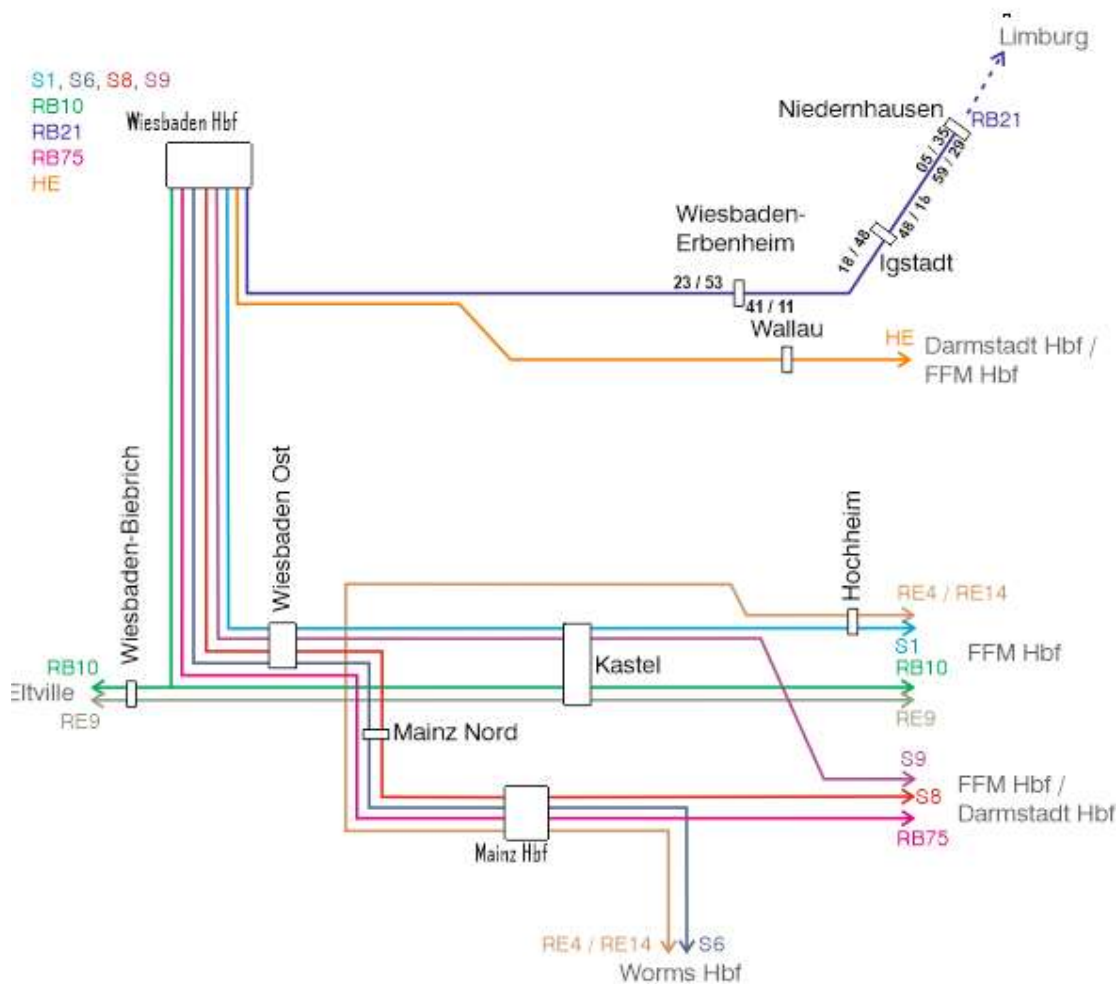 Limburg
S1, S6, S8, S9
RB10
RB21
RB75
HE
Wiesbaden Hbf
Niedernhausen
RB21
05 / 35
59 / 29
Wiesbaden-
Erbenheim
18 / 48
48 / 16
Igstadt
23 / 53
41 / 11
Wallau
HE
Darmstadt Hbf /
FFM Hbf
Wiesbaden-Biebrich
Wiesbaden Ost
Hochheim
RE4 / RE14
S1
FFM Hbf
Kastel
RB10
Eltville
RE9
RB10
RE9
Mainz Nord
S9
S8
FFM Hbf /
Darmstadt Hbf
RB75
Mainz Hbf
RE4 / RE14
S6
Worms Hbf